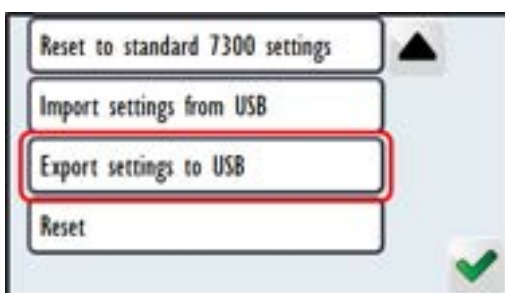 Reset to standard 7300 settings
Import settings from USB
Export settings to USB
Reset